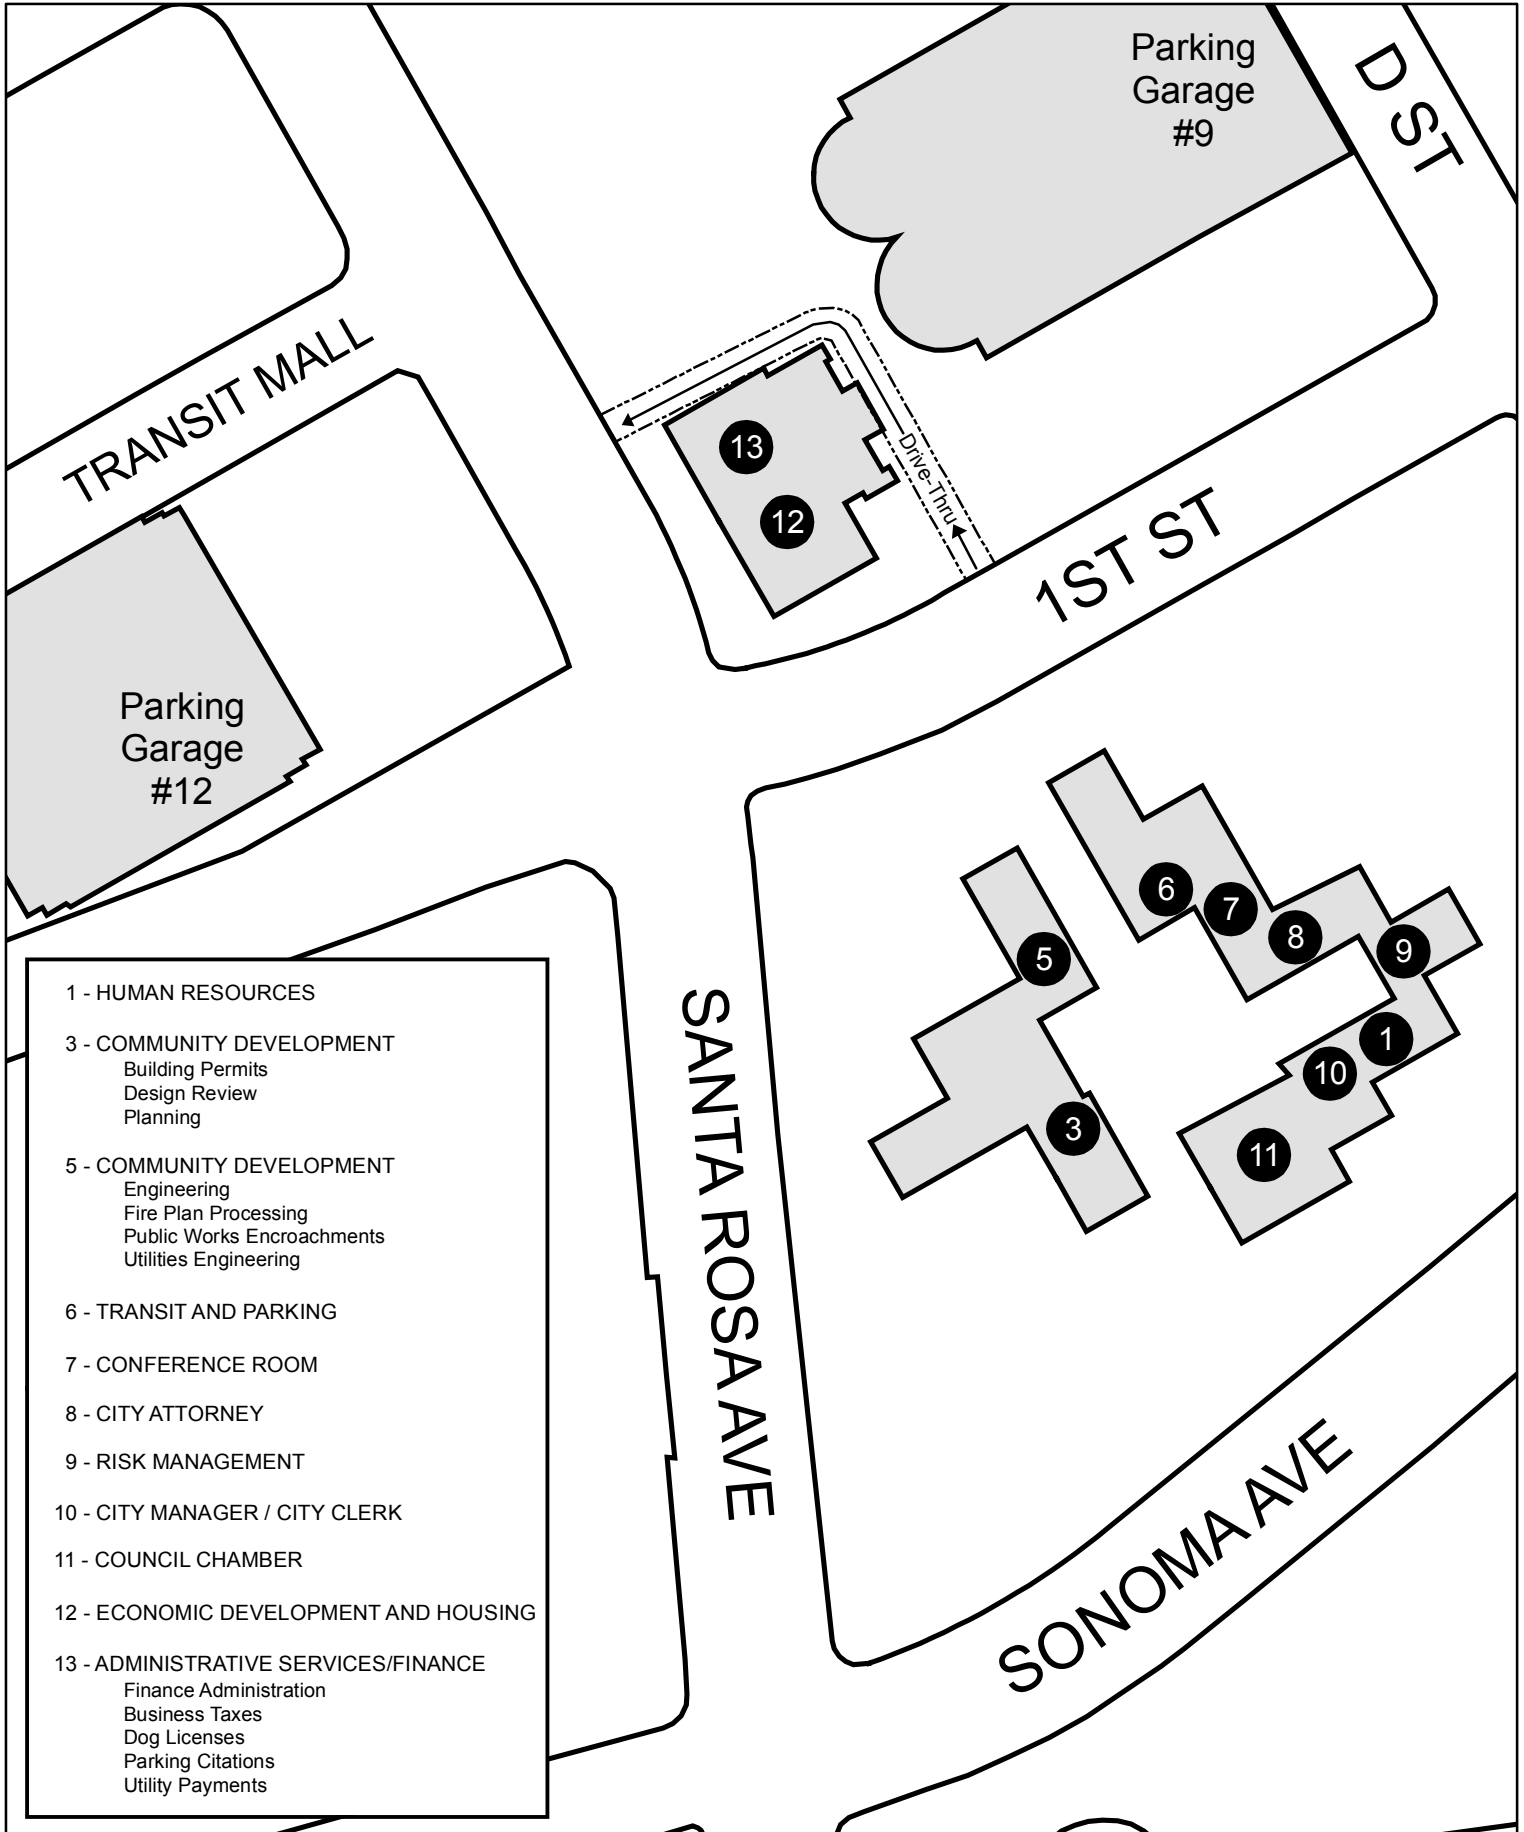 Parking
Garage
#9
D ST
TRANSIT MALL
13
12
Drive-Thru
1ST ST
Parking
Garage
#12
6
7
8
9
5
1
10
3
11
SANTA ROSA AVE
SONOMA AVE
1 - HUMAN RESOURCES
3 - COMMUNITY DEVELOPMENT
Building Permits
Design Review
Planning
5 - COMMUNITY DEVELOPMENT
Engineering
Fire Plan Processing
Public Works Encroachments
Utilities Engineering
6 - TRANSIT AND PARKING
7 - CONFERENCE ROOM
8 - CITY ATTORNEY
9 - RISK MANAGEMENT
10 - CITY MANAGER / CITY CLERK
11 - COUNCIL CHAMBER
12 - ECONOMIC DEVELOPMENT AND HOUSING
13 - ADMINISTRATIVE SERVICES/FINANCE
Finance Administration
Business Taxes
Dog Licenses
Parking Citations
Utility Payments